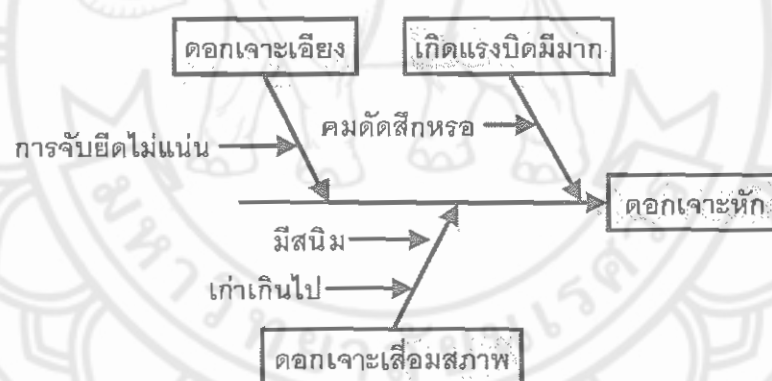 ดอกเจาะเอียง
เกิดแรงบิดมีมาก
คมตัดสึกหรอ
การจับยึดไม่แน่น
ดอกเจาะหัก
มีสนิม
เก่าเกินไป
ดอกเจาะเสื่อมสภาพ